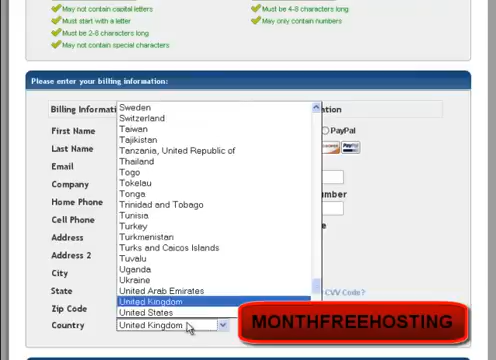 May not contain capital letters
Must be 4-8 characters long
Must start with a letter
May only contain numbers
Must be 2-8 characters long
May not contain special characters
Please enter your billing information:
Billing Informati
ation
First Name
PayPal
Last Name
Email
Company
Home Phone
Cell Phone
Address
Address 2
City
State
Zip Code
Country
Sweden
Switzerland
Taiwan
Tajikistan
Tanzania, United Republic of
Thailand
Togo
Tokelau
Tonga
Trinidad and Tobago
Tunisia
Turkey
Turkmenistan
Turks and Caicos Islands
Tuvalu
Uganda
Ukraine
United Arab Emirates
United Kingdom
United States
United Kingdom
umber
CVV Code?
MONTHFREEHOSTING